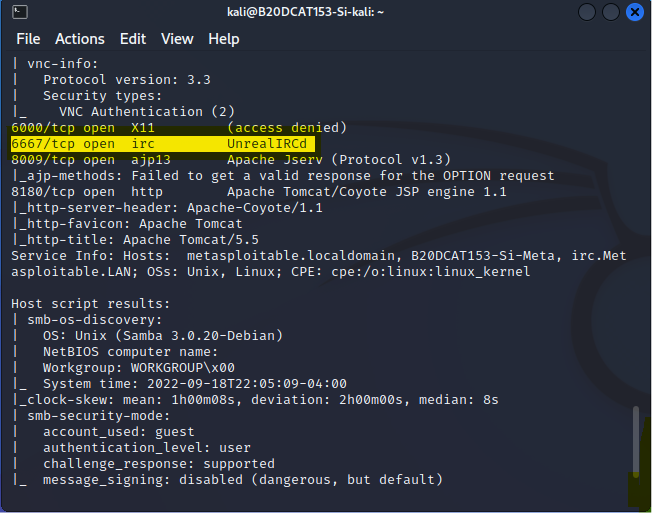 kali@B20DCAT153-Si-kali: ~
File Actions Edit View Help
| vnc-info:
|   Protocol version: 3.3
|   Security types:
|_    VNC Authentication (2)
6000/tcp open  X11         (access denied)
6667/tcp open  irc         UnrealIRCd
8009/tcp open  ajp13       Apache Jserv (Protocol v1.3)
|_ajp-methods: Failed to get a valid response for the OPTION request
8180/tcp open  http        Apache Tomcat/Coyote JSP engine 1.1
|_http-server-header: Apache-Coyote/1.1
|_http-favicon: Apache Tomcat
|_http-title: Apache Tomcat/5.5
Service Info: Hosts:  metasploitable.localdomain, B20DCAT153-Si-Meta, irc.Met
asploitable.LAN; OSs: Unix, Linux; CPE: cpe:/o:linux:linux_kernel
Host script results:
| smb-os-discovery:
|   OS: Unix (Samba 3.0.20-Debian)
|   NetBIOS computer name:
|   Workgroup: WORKGROUP\x00
|_  System time: 2022-09-18T22:05:09-04:00
|_clock-skew: mean: 1h00m08s, deviation: 2h00m00s, median: 8s
| smb-security-mode:
|   account_used: guest
|   authentication_level: user
|   challenge_response: supported
|_  message_signing: disabled (dangerous, but default)